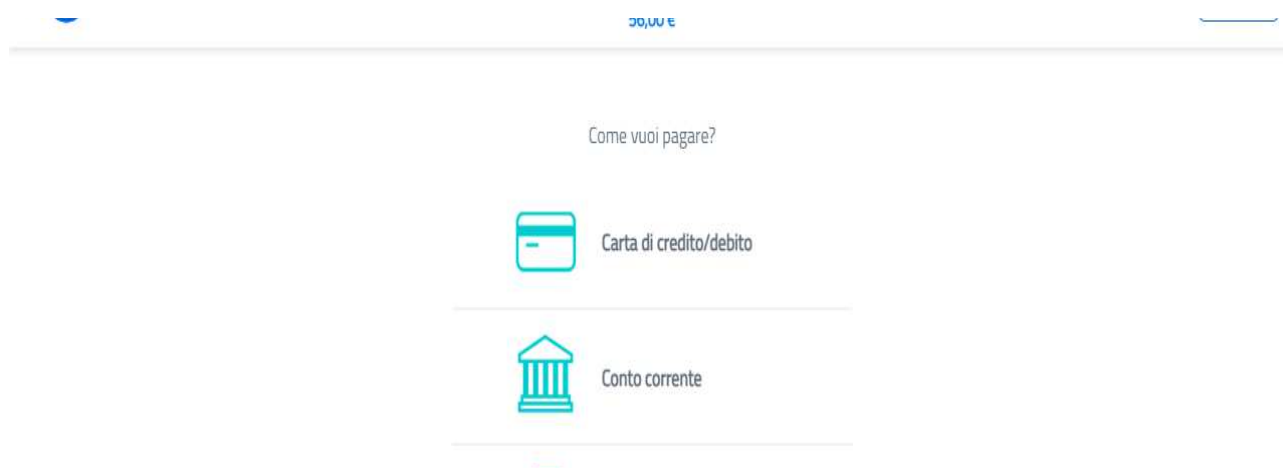 56,00 €
Come vuoi pagare?
Carta di credito/debito
Conto corrente